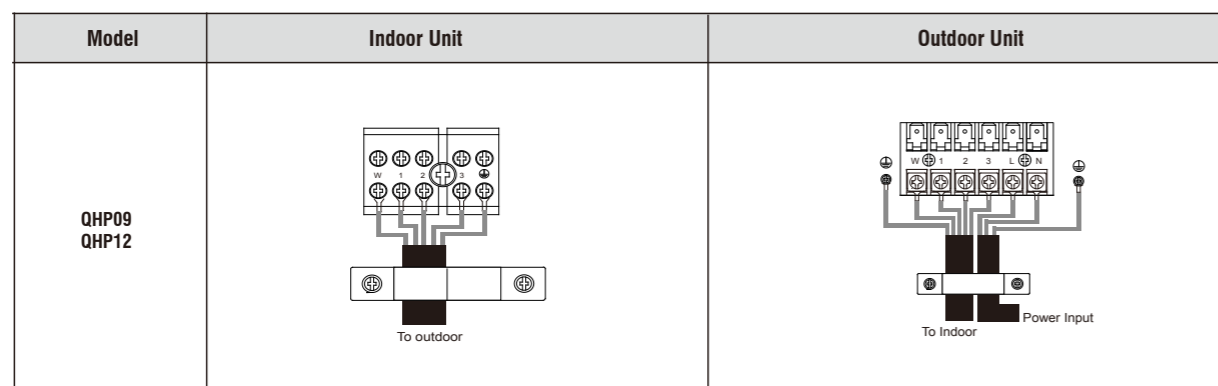 Model Indoor Unit Outdoor Unit
QHP09
QHP12
W 1 2 3
To outdoor
W 1 2 3 L N
To Indoor
Power Input